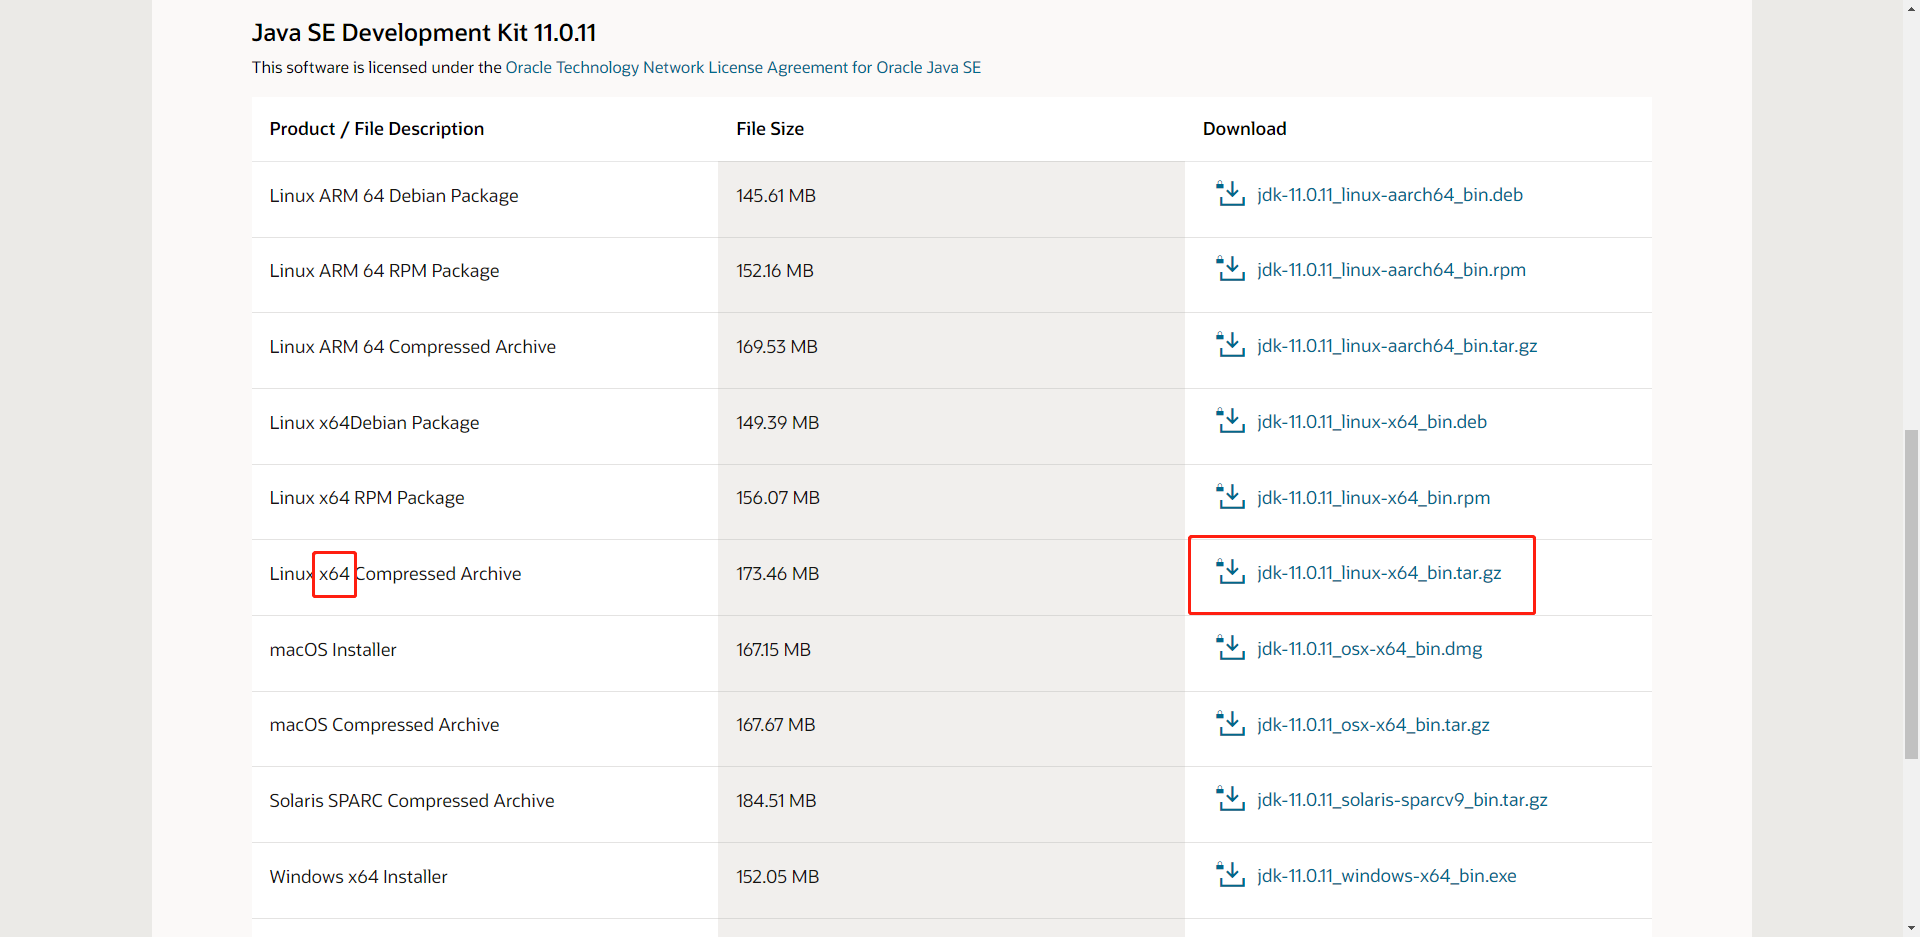 Java SE Development Kit 11.0.11
This software is licensed under the Oracle Technology Network License Agreement for Oracle Java SE
Product / File Description File Size Download
Linux ARM 64 Debian Package 145.61 MB jdk-11.0.11_linux-aarch64_bin.deb
Linux ARM 64 RPM Package 152.16 MB jdk-11.0.11_linux-aarch64_bin.rpm
Linux ARM 64 Compressed Archive 169.53 MB jdk-11.0.11_linux-aarch64_bin.tar.gz
Linux x64Debian Package 149.39 MB jdk-11.0.11_linux-x64_bin.deb
Linux x64 RPM Package 156.07 MB jdk-11.0.11_linux-x64_bin.rpm
Linux x64 Compressed Archive 173.46 MB jdk-11.0.11_linux-x64_bin.tar.gz
macOS Installer 167.15 MB jdk-11.0.11_osx-x64_bin.dmg
macOS Compressed Archive 167.67 MB jdk-11.0.11_osx-x64_bin.tar.gz
Solaris SPARC Compressed Archive 184.51 MB jdk-11.0.11_solaris-sparcv9_bin.tar.gz
Windows x64 Installer 152.05 MB jdk-11.0.11_windows-x64_bin.exe